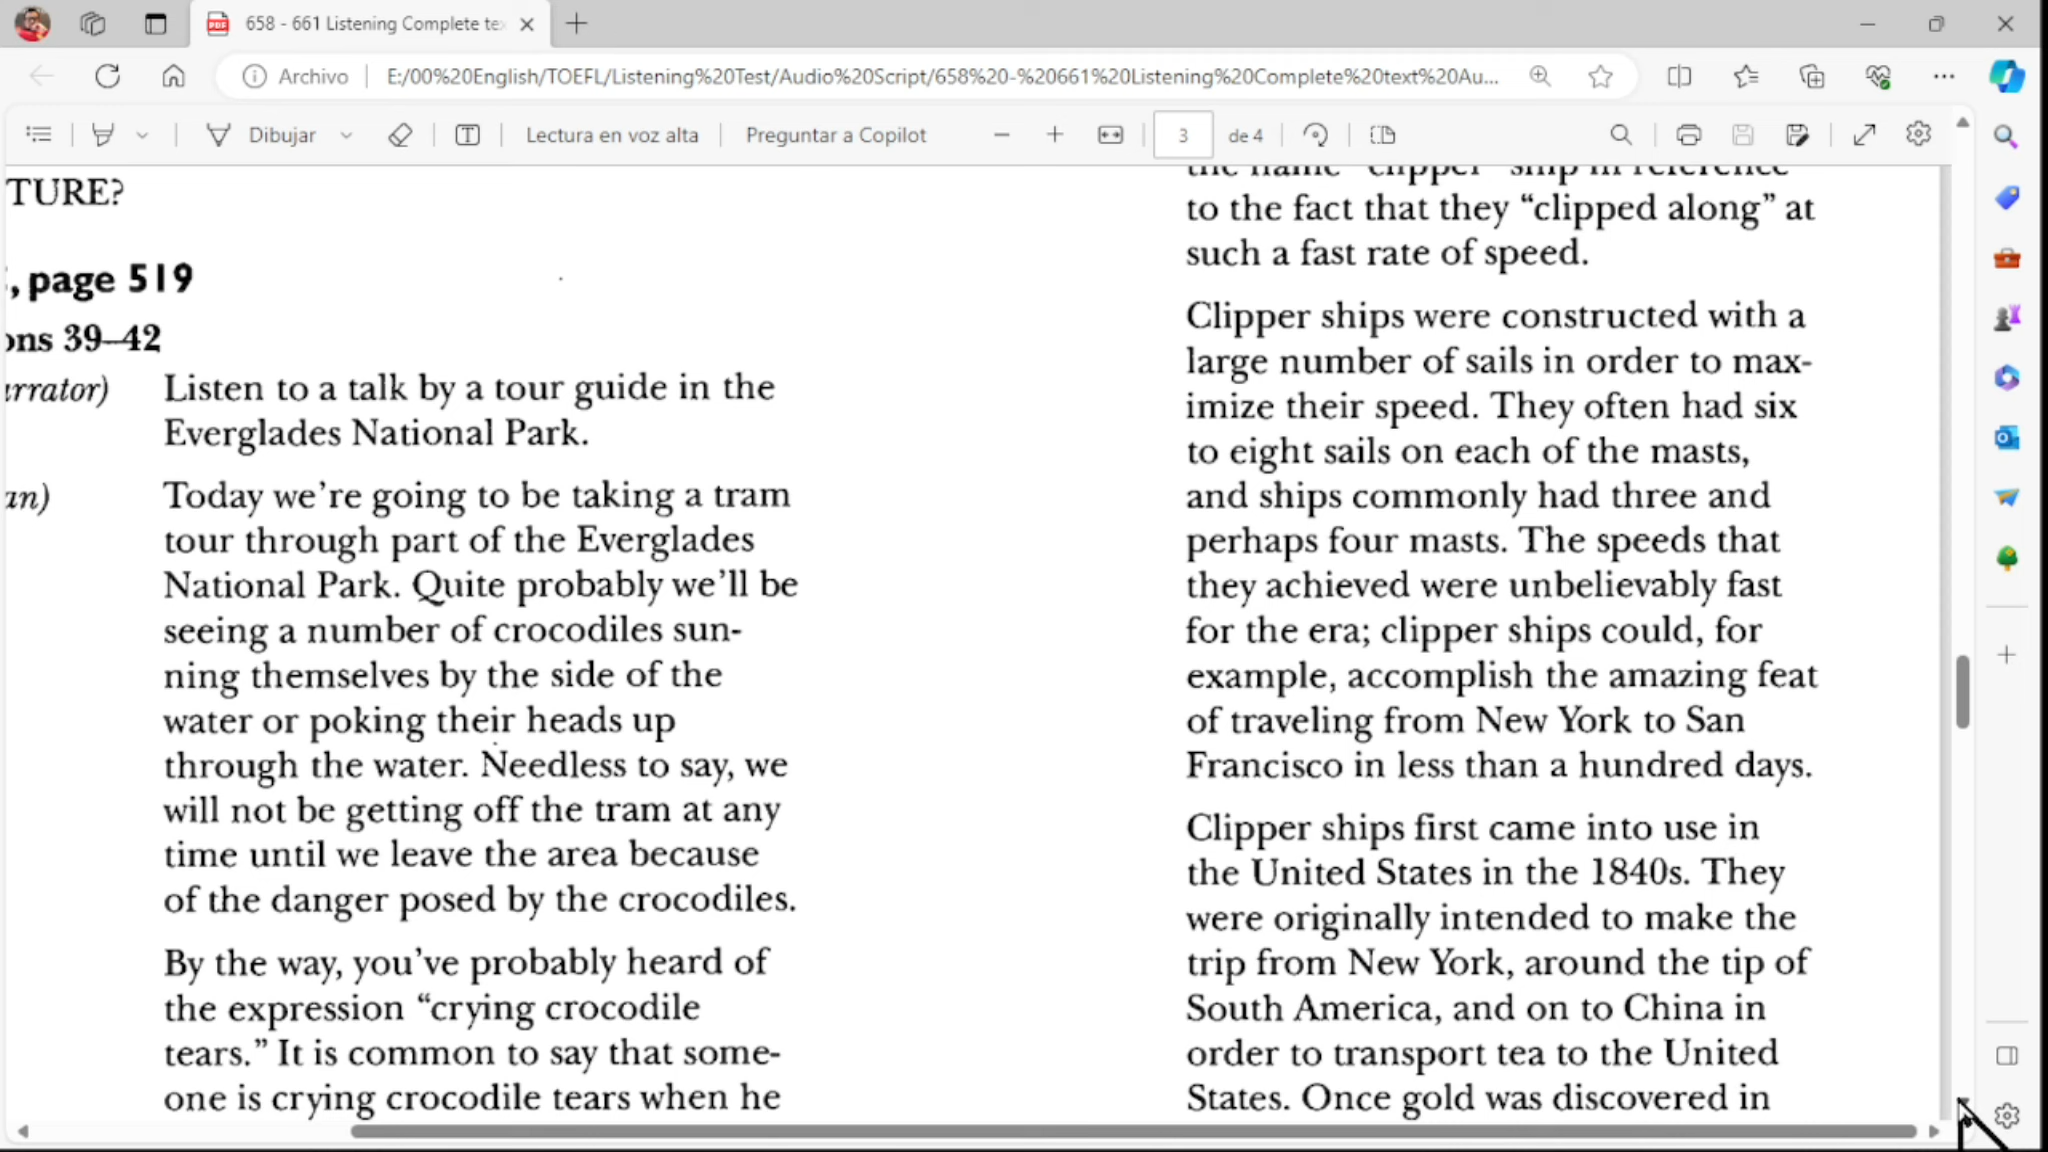 658 - 661 Listening Complete te
Archivo
E:/00%20English/TOEFL/Listening%20Test/Audio%20Script/658%20-%20661%20Listening%20Complete%20text%20Au...
Dibujar
Lectura en voz alta
Preguntar a Copilot
3
de 4
TURE?
, page 519
ons 39–42
rrator)
Listen to a talk by a tour guide in the
Everglades National Park.
an)
Today we're going to be taking a tram
tour through part of the Everglades
National Park. Quite probably we'll be
seeing a number of crocodiles sun-
ning themselves by the side of the
water or poking their heads up
through the water. Needless to say, we
will not be getting off the tram at any
time until we leave the area because
of the danger posed by the crocodiles.
By the way, you've probably heard of
the expression “crying crocodile
tears.” It is common to say that some-
one is crying crocodile tears when he
the name “clipper” ship in reference
to the fact that they “clipped along” at
such a fast rate of speed.
Clipper ships were constructed with a
large number of sails in order to max-
imize their speed. They often had six
to eight sails on each of the masts,
and ships commonly had three and
perhaps four masts. The speeds that
they achieved were unbelievably fast
for the era; clipper ships could, for
example, accomplish the amazing feat
of traveling from New York to San
Francisco in less than a hundred days.
Clipper ships first came into use in
the United States in the 1840s. They
were originally intended to make the
trip from New York, around the tip of
South America, and on to China in
order to transport tea to the United
States. Once gold was discovered in